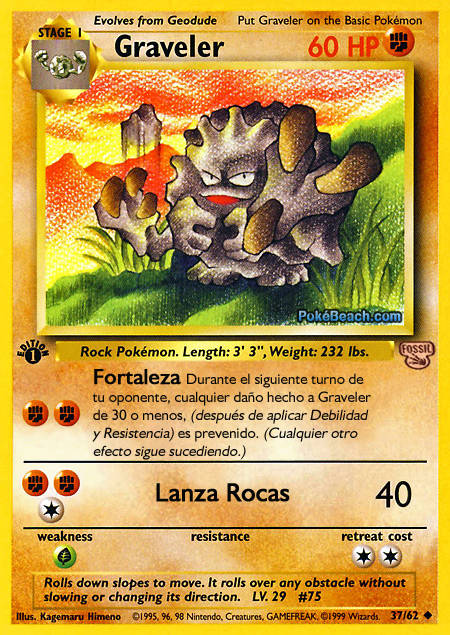 Evolves from Geodude
Put Graveler on the Basic Pokémon
STAGE 1
Graveler
60 HP
PokéBeach.com
EDITION
1
FOSSIL
Rock Pokémon. Length: 3' 3", Weight: 232 lbs.
Fortaleza Durante el siguiente turno de
tu oponente, cualquier daño hecho a Graveler
de 30 o menos, (después de aplicar Debilidad
y Resistencia) es prevenido. (Cualquier otro
efecto sigue sucediendo.)
Lanza Rocas
40
weakness
resistance
retreat cost
Rolls down slopes to move. It rolls over any obstacle without
slowing or changing its direction. LV. 29 #75
Illus. Kagemaru Himeno
©1995, 96, 98 Nintendo, Creatures, GAMEFREAK. ©1999 Wizards.
37/62